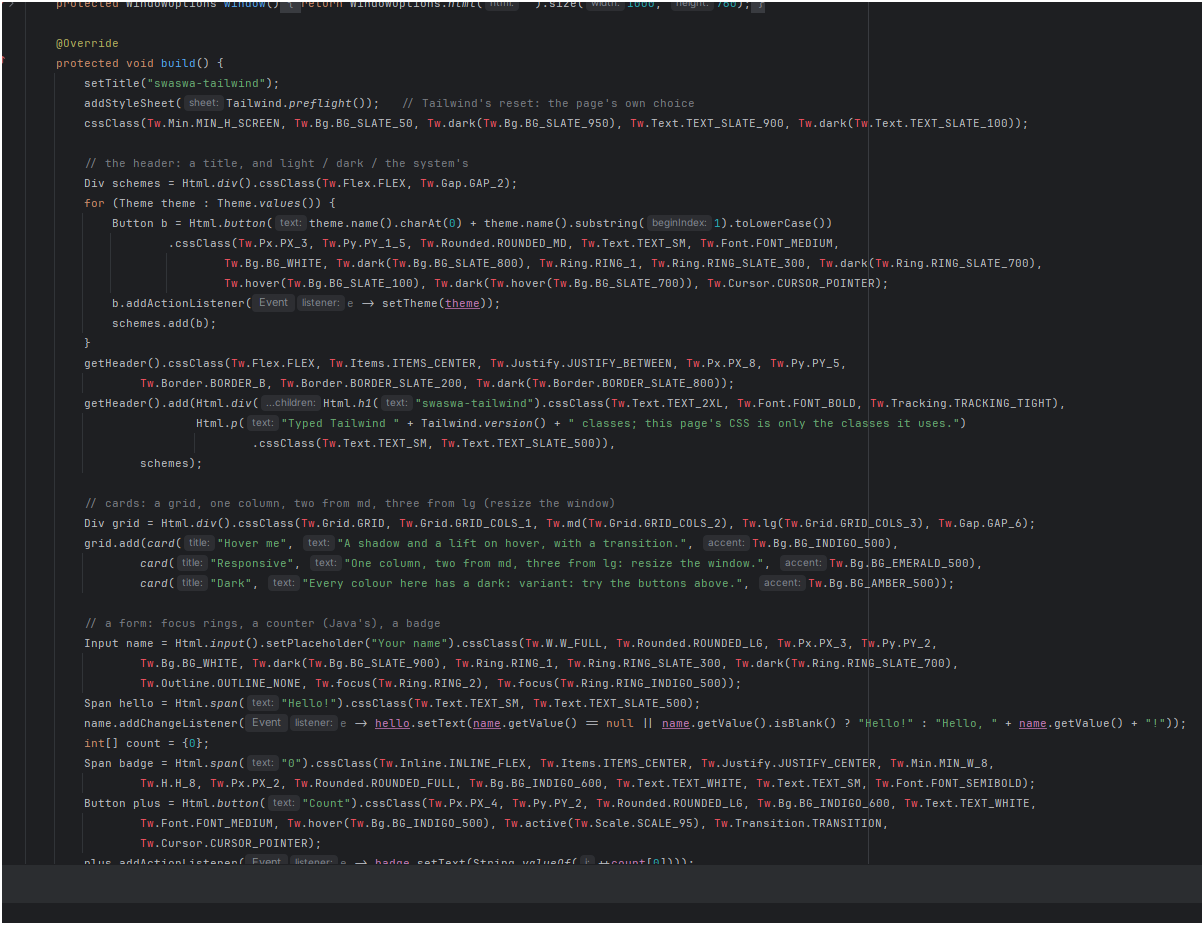 protected WindowOptions window() { return WindowOptions.html( html: "").size( width: 1000, height: 760); }
@Override
protected void build() {
setTitle("swaswa-tailwind");
addStyleSheet( sheet: Tailwind.preflight()); // Tailwind's reset: the page's own choice
cssClass(Tw.Min.MIN_H_SCREEN, Tw.Bg.BG_SLATE_50, Tw.dark(Tw.Bg.BG_SLATE_950), Tw.Text.TEXT_SLATE_900, Tw.dark(Tw.Text.TEXT_SLATE_100));
// the header: a title, and light / dark / the system's
Div schemes = Html.div().cssClass(Tw.Flex.FLEX, Tw.Gap.GAP_2);
for (Theme theme : Theme.values()) {
Button b = Html.button( text: theme.name().charAt(0) + theme.name().substring( beginIndex: 1).toLowerCase())
.cssClass(Tw.Px.PX_3, Tw.Py.PY_1_5, Tw.Rounded.ROUNDED_MD, Tw.Text.TEXT_SM, Tw.Font.FONT_MEDIUM,
Tw.Bg.BG_WHITE, Tw.dark(Tw.Bg.BG_SLATE_800), Tw.Ring.RING_1, Tw.Ring.RING_SLATE_300, Tw.dark(Tw.Ring.RING_SLATE_700),
Tw.hover(Tw.Bg.BG_SLATE_100), Tw.dark(Tw.hover(Tw.Bg.BG_SLATE_700)), Tw.Cursor.CURSOR_POINTER);
b.addActionListener( Event listener: e → setTheme(theme));
schemes.add(b);
}
getHeader().cssClass(Tw.Flex.FLEX, Tw.Items.ITEMS_CENTER, Tw.Justify.JUSTIFY_BETWEEN, Tw.Px.PX_8, Tw.Py.PY_5,
Tw.Border.BORDER_B, Tw.Border.BORDER_SLATE_200, Tw.dark(Tw.Border.BORDER_SLATE_800));
getHeader().add(Html.div( ...children: Html.h1( text: "swaswa-tailwind").cssClass(Tw.Text.TEXT_2XL, Tw.Font.FONT_BOLD, Tw.Tracking.TRACKING_TIGHT),
Html.p( text: "Typed Tailwind " + Tailwind.version() + " classes; this page's CSS is only the classes it uses.")
.cssClass(Tw.Text.TEXT_SM, Tw.Text.TEXT_SLATE_500)),
schemes);
// cards: a grid, one column, two from md, three from lg (resize the window)
Div grid = Html.div().cssClass(Tw.Grid.GRID, Tw.Grid.GRID_COLS_1, Tw.md(Tw.Grid.GRID_COLS_2), Tw.lg(Tw.Grid.GRID_COLS_3), Tw.Gap.GAP_6);
grid.add(card( title: "Hover me", text: "A shadow and a lift on hover, with a transition.", accent: Tw.Bg.BG_INDIGO_500),
card( title: "Responsive", text: "One column, two from md, three from lg: resize the window.", accent: Tw.Bg.BG_EMERALD_500),
card( title: "Dark", text: "Every colour here has a dark: variant: try the buttons above.", accent: Tw.Bg.BG_AMBER_500));
// a form: focus rings, a counter (Java's), a badge
Input name = Html.input().setPlaceholder("Your name").cssClass(Tw.W.W_FULL, Tw.Rounded.ROUNDED_LG, Tw.Px.PX_3, Tw.Py.PY_2,
Tw.Bg.BG_WHITE, Tw.dark(Tw.Bg.BG_SLATE_900), Tw.Ring.RING_1, Tw.Ring.RING_SLATE_300, Tw.dark(Tw.Ring.RING_SLATE_700),
Tw.Outline.OUTLINE_NONE, Tw.focus(Tw.Ring.RING_2), Tw.focus(Tw.Ring.RING_INDIGO_500));
Span hello = Html.span( text: "Hello!").cssClass(Tw.Text.TEXT_SM, Tw.Text.TEXT_SLATE_500);
name.addChangeListener( Event listener: e → hello.setText(name.getValue() == null || name.getValue().isBlank() ? "Hello!" : "Hello, " + name.getValue() + "!"));
int[] count = {0};
Span badge = Html.span( text: "0").cssClass(Tw.Inline.INLINE_FLEX, Tw.Items.ITEMS_CENTER, Tw.Justify.JUSTIFY_CENTER, Tw.Min.MIN_W_8,
Tw.H.H_8, Tw.Px.PX_2, Tw.Rounded.ROUNDED_FULL, Tw.Bg.BG_INDIGO_600, Tw.Text.TEXT_WHITE, Tw.Text.TEXT_SM, Tw.Font.FONT_SEMIBOLD);
Button plus = Html.button( text: "Count").cssClass(Tw.Px.PX_4, Tw.Py.PY_2, Tw.Rounded.ROUNDED_LG, Tw.Bg.BG_INDIGO_600, Tw.Text.TEXT_WHITE,
Tw.Font.FONT_MEDIUM, Tw.hover(Tw.Bg.BG_INDIGO_500), Tw.active(Tw.Scale.SCALE_95), Tw.Transition.TRANSITION,
Tw.Cursor.CURSOR_POINTER);
plus.addActionListener( Event listener: e → badge.setText(String.valueOf( i: ++count[0])));